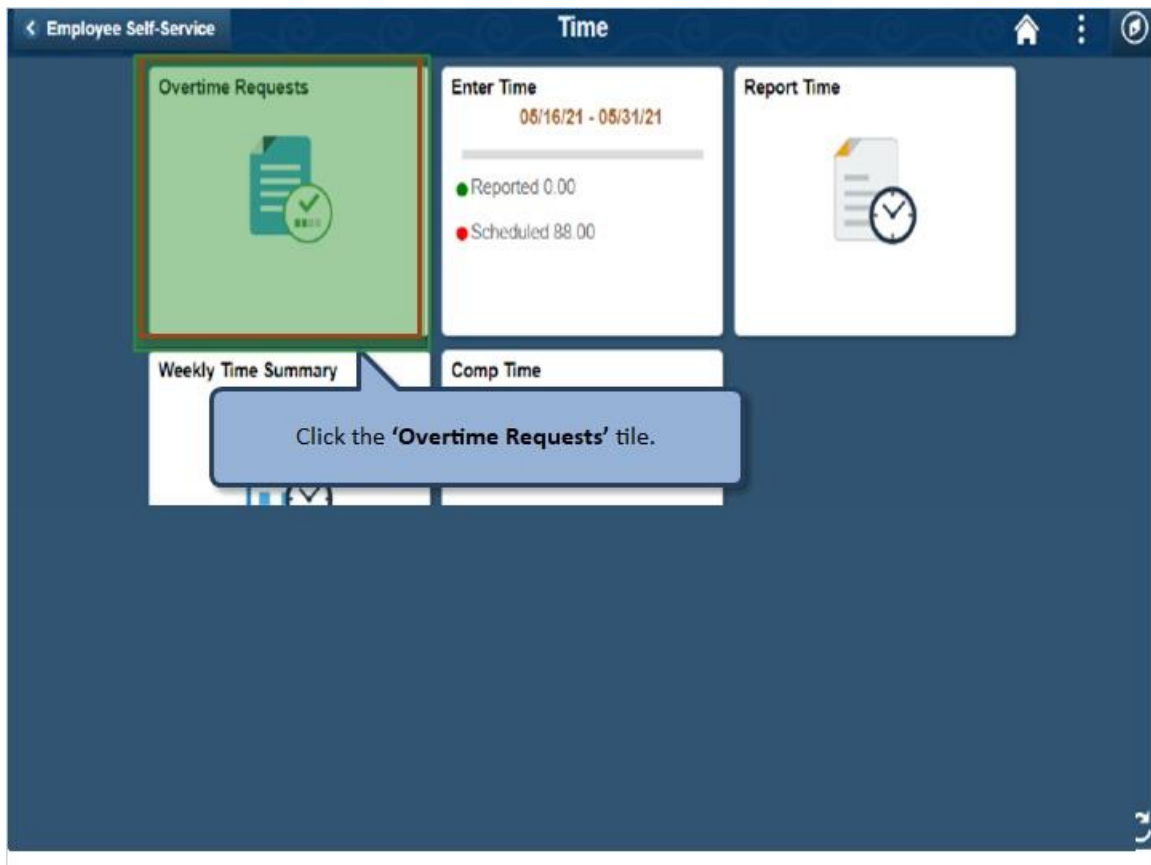 Employee Self-Service
Time
Overtime Requests
Enter Time
05/16/21 - 05/31/21
Reported 0.00
Scheduled 88.00
Report Time
Weekly Time Summary
Comp Time
Click the ‘Overtime Requests’ tile.